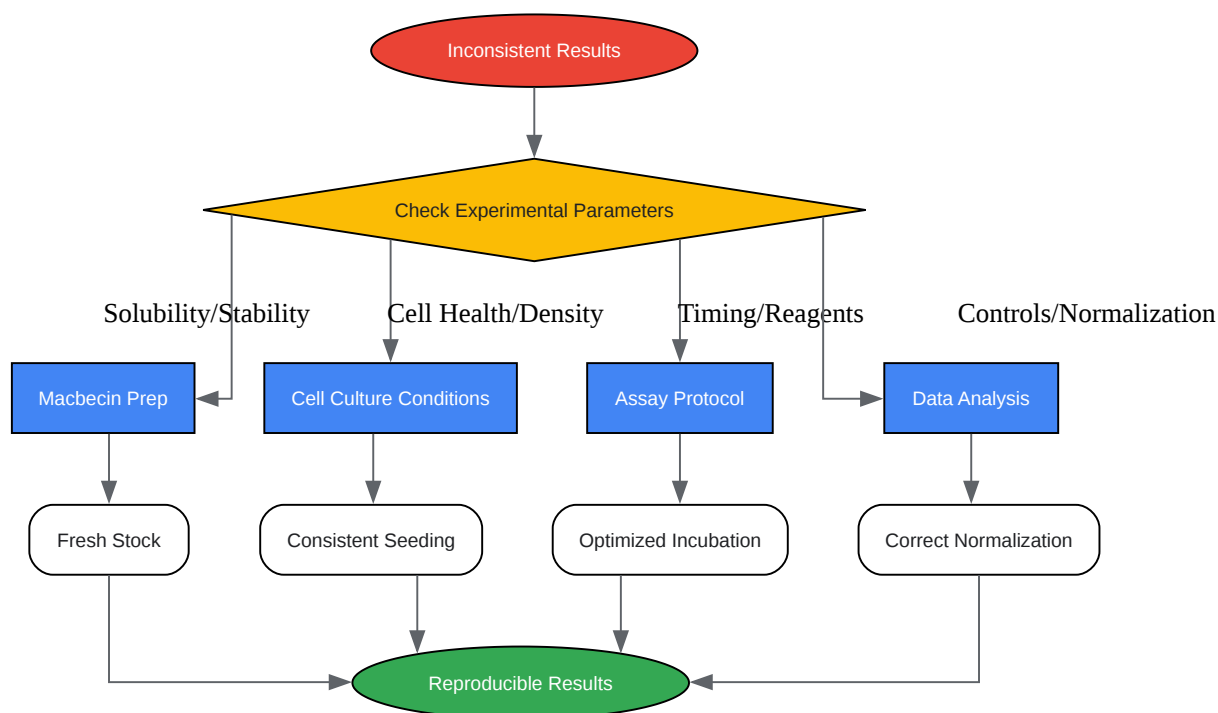 Inconsistent Results
Check Experimental Parameters
Solubility/Stability
Cell Health/Density
Timing/Reagents
Controls/Normalization
Macbecin Prep
Cell Culture Conditions
Assay Protocol
Data Analysis
Fresh Stock
Consistent Seeding
Optimized Incubation
Correct Normalization
Reproducible Results